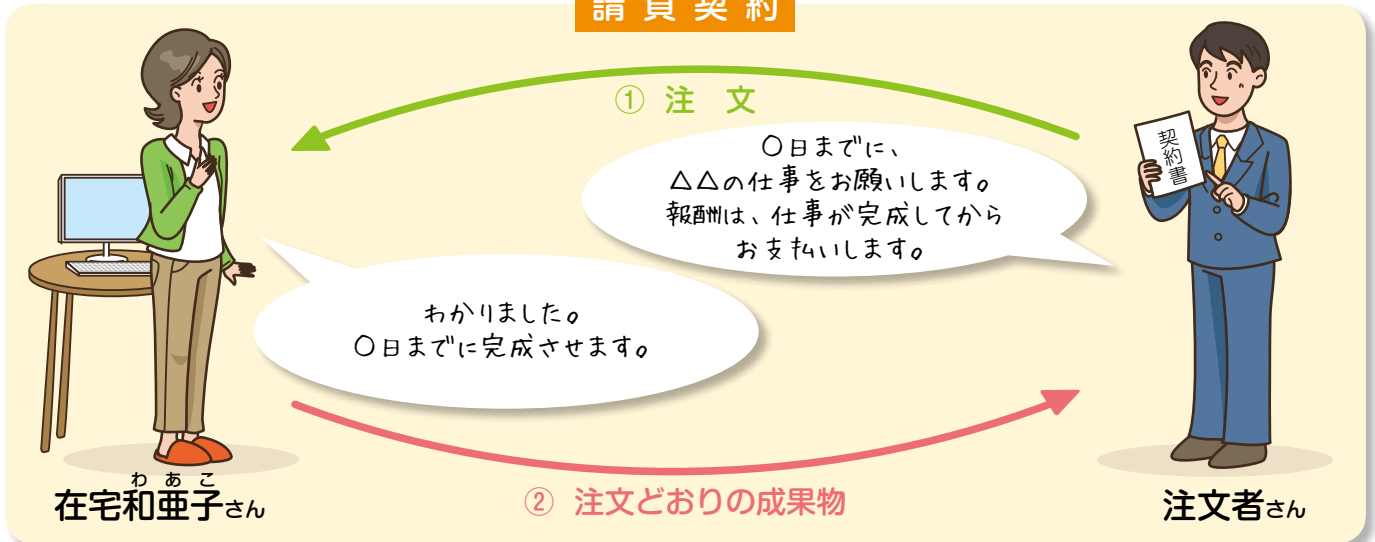 請負契約
① 注 文
〇日までに、
△△の仕事をお願いします。
報酬は、仕事が完成してから
お支払いします。
契約書
わかりました。
〇日までに完成させます。
わ あ こ
在宅和亜子さん
② 注文どおりの成果物
注文者さん